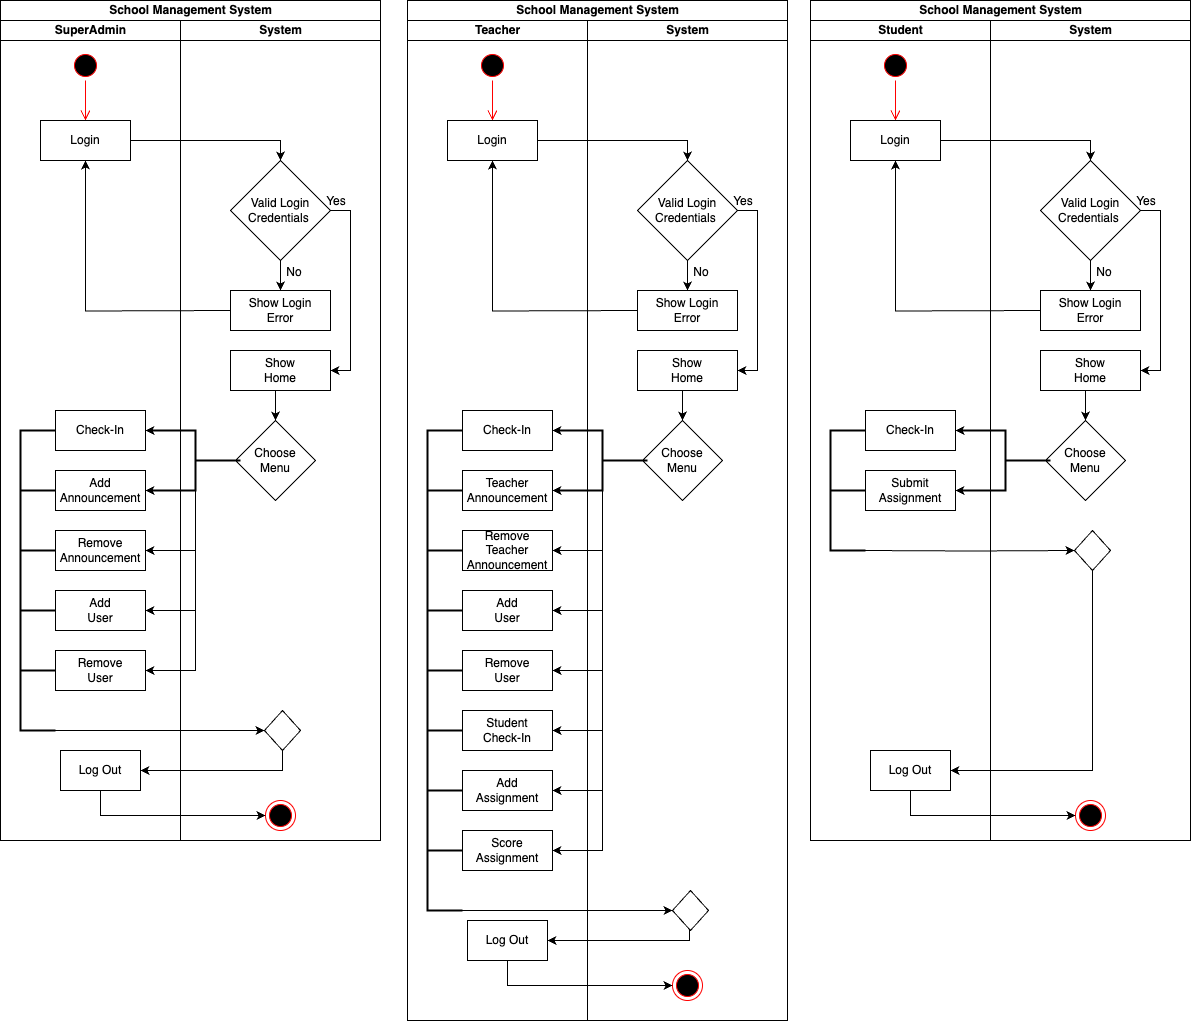 School Management System
SuperAdmin
System
Login
Valid Login
Credentials
Yes
No
Show Login
Error
Show
Home
Choose
Menu
Check-In
Add
Announcement
Remove
Announcement
Add
User
Remove
User
Log Out
School Management System
Teacher
System
Login
Valid Login
Credentials
Yes
No
Show Login
Error
Show
Home
Choose
Menu
Check-In
Teacher
Announcement
Remove
Teacher
Announcement
Add
User
Remove
User
Student
Check-In
Add
Assignment
Score
Assignment
Log Out
School Management System
Student
System
Login
Valid Login
Credentials
Yes
No
Show Login
Error
Show
Home
Choose
Menu
Check-In
Submit
Assignment
Log Out